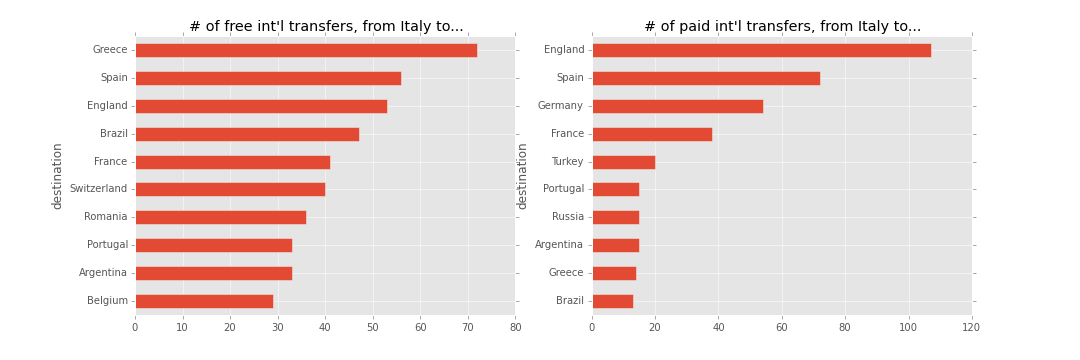 # of free int'l transfers, from Italy to...
destination
Greece
Spain
England
Brazil
France
Switzerland
Romania
Portugal
Argentina
Belgium
0 10 20 30 40 50 60 70 80
# of paid int'l transfers, from Italy to...
destination
England
Spain
Germany
France
Turkey
Portugal
Russia
Argentina
Greece
Brazil
0 20 40 60 80 100 120